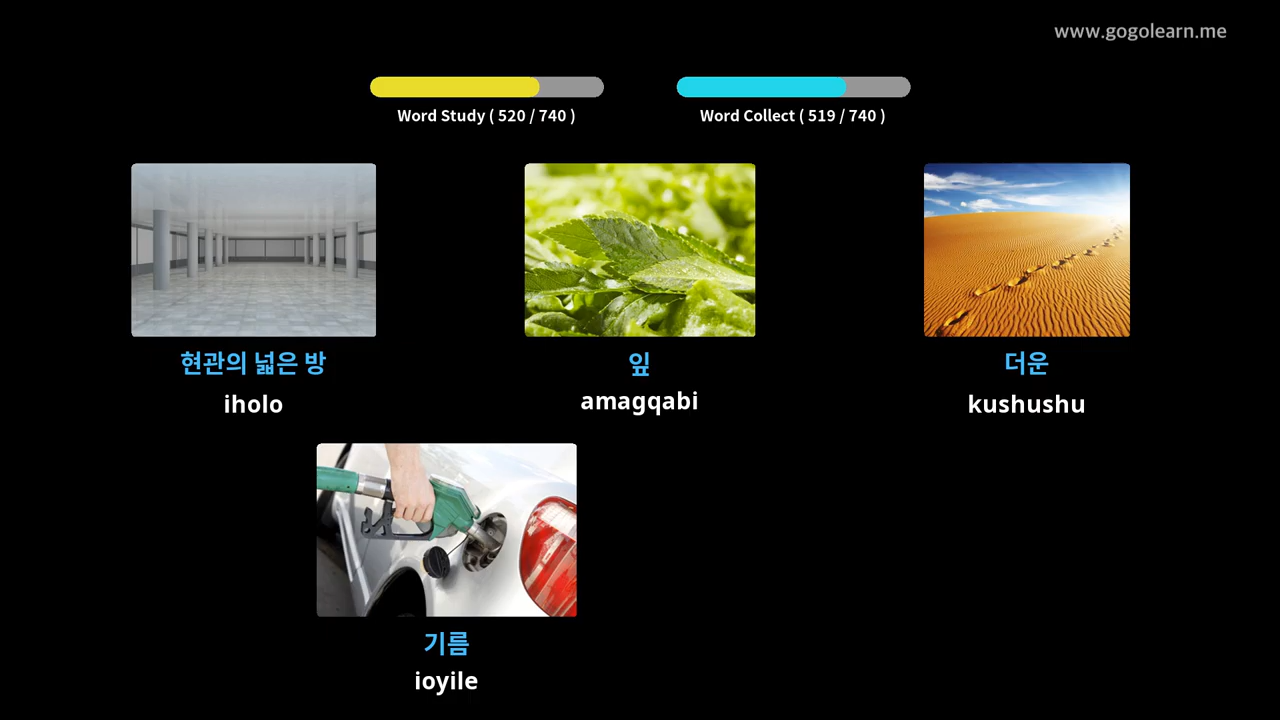 www.gogolearn.me
Word Study ( 520 / 740 )
Word Collect ( 519 / 740 )
현관의 넓은 방
iholo
잎
amagqabi
더운
kushushu
기름
ioyile